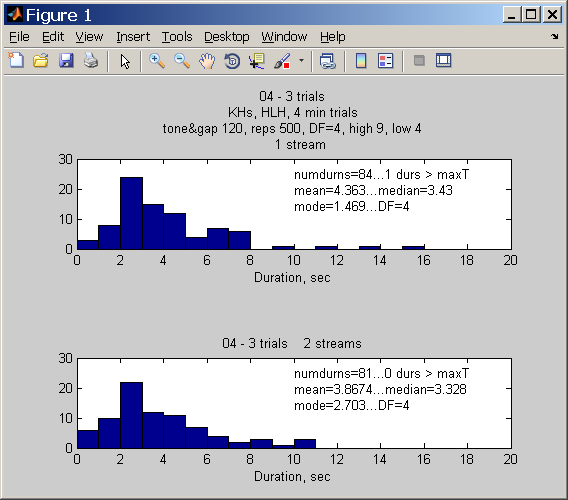 Figure 1
File Edit View Insert Tools Desktop Window Help
04 - 3 trials
KHs, HLH, 4 min trials
tone&gap 120, reps 500, DF=4, high 9, low 4
1 stream
30
20
10
0
numdurns=84...1 durs > maxT
mean=4.363...median=3.43
mode=1.469...DF=4
0 2 4 6 8 10 12 14 16 18 20
Duration, sec
04 - 3 trials 2 streams
30
20
10
0
numdurns=81...0 durs > maxT
mean=3.8674...median=3.328
mode=2.703...DF=4
0 2 4 6 8 10 12 14 16 18 20
Duration, sec